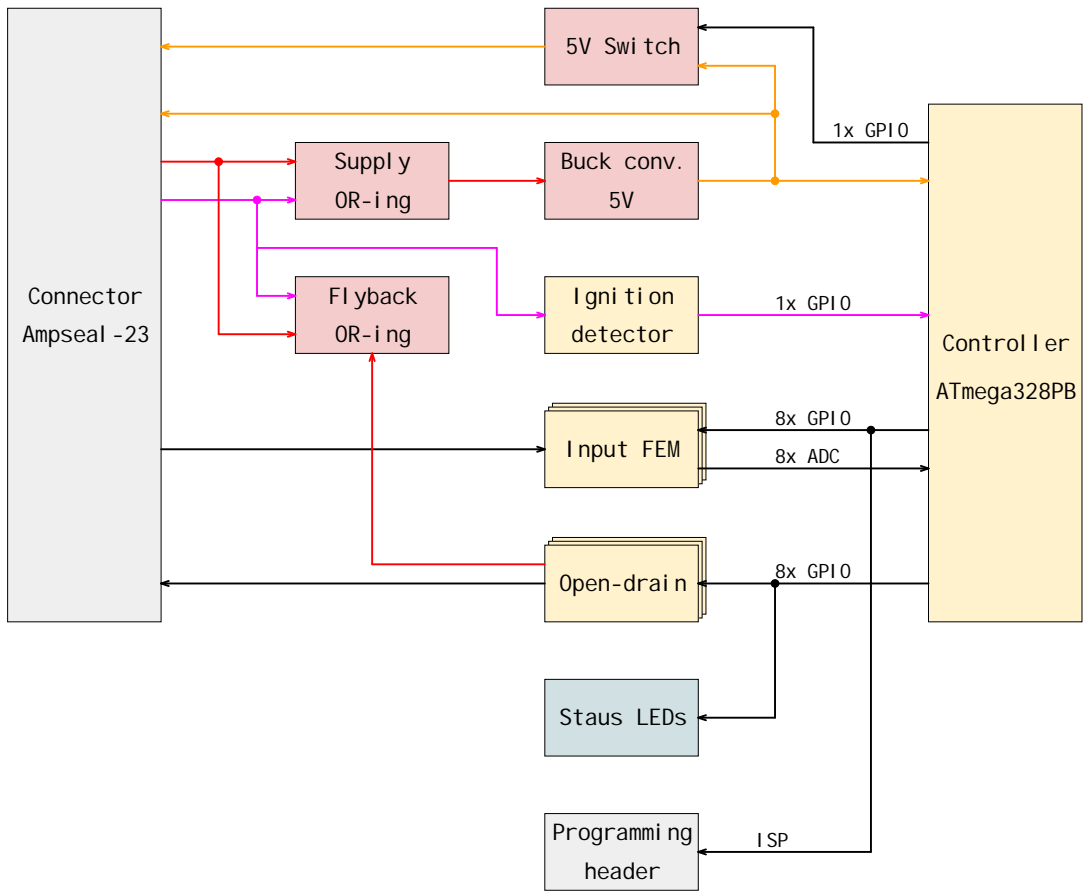 5V Switch
1x GPIO
Supply
OR-ing
Buck conv.
5V
Connector
Ampseal-23
Flyback
OR-ing
Ignition
detector
1x GPIO
Controller
ATmega328PB
Input FEM
8x GPIO
8x ADC
Open-drain
8x GPIO
Staus LEDs
Programming
header
ISP